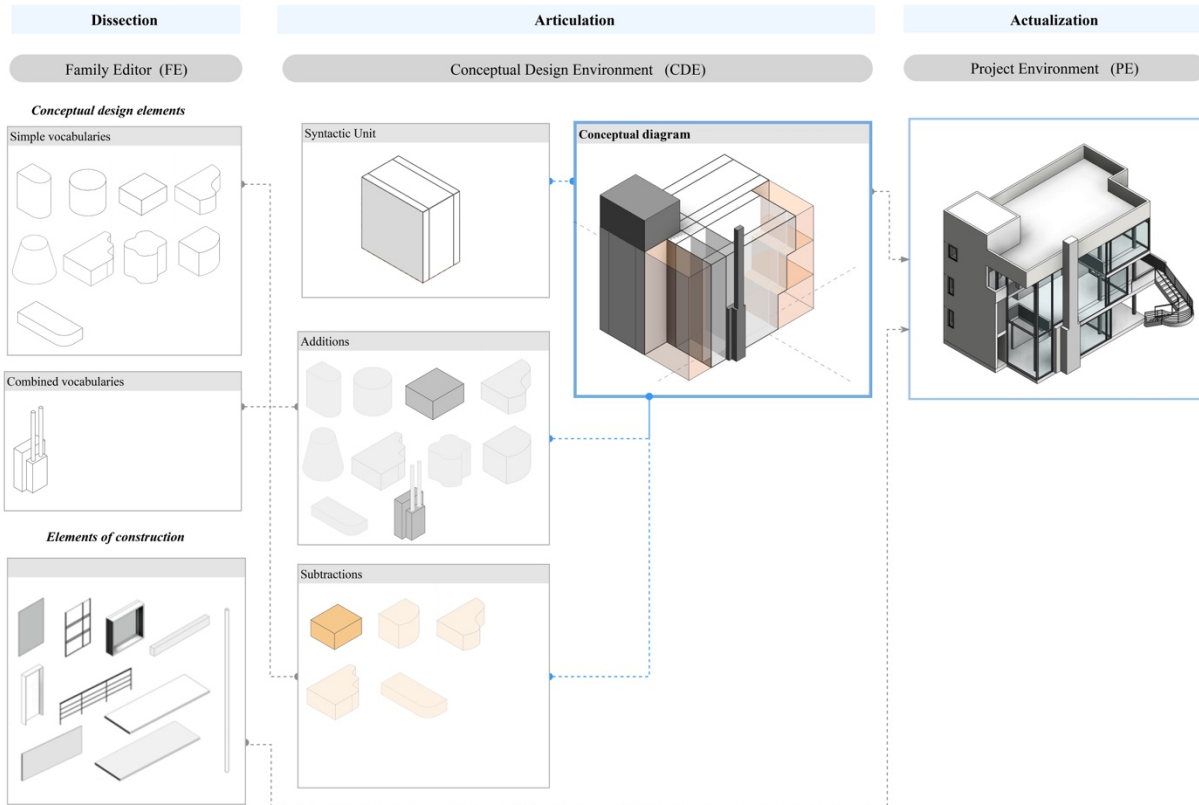 Dissection
Articulation
Actualization
Family Editor (FE)
Conceptual Design Environment (CDE)
Project Environment (PE)
Conceptual design elements
Simple vocabularies
Syntactic Unit
Conceptual diagram
Additions
Combined vocabularies
Elements of construction
Subtractions